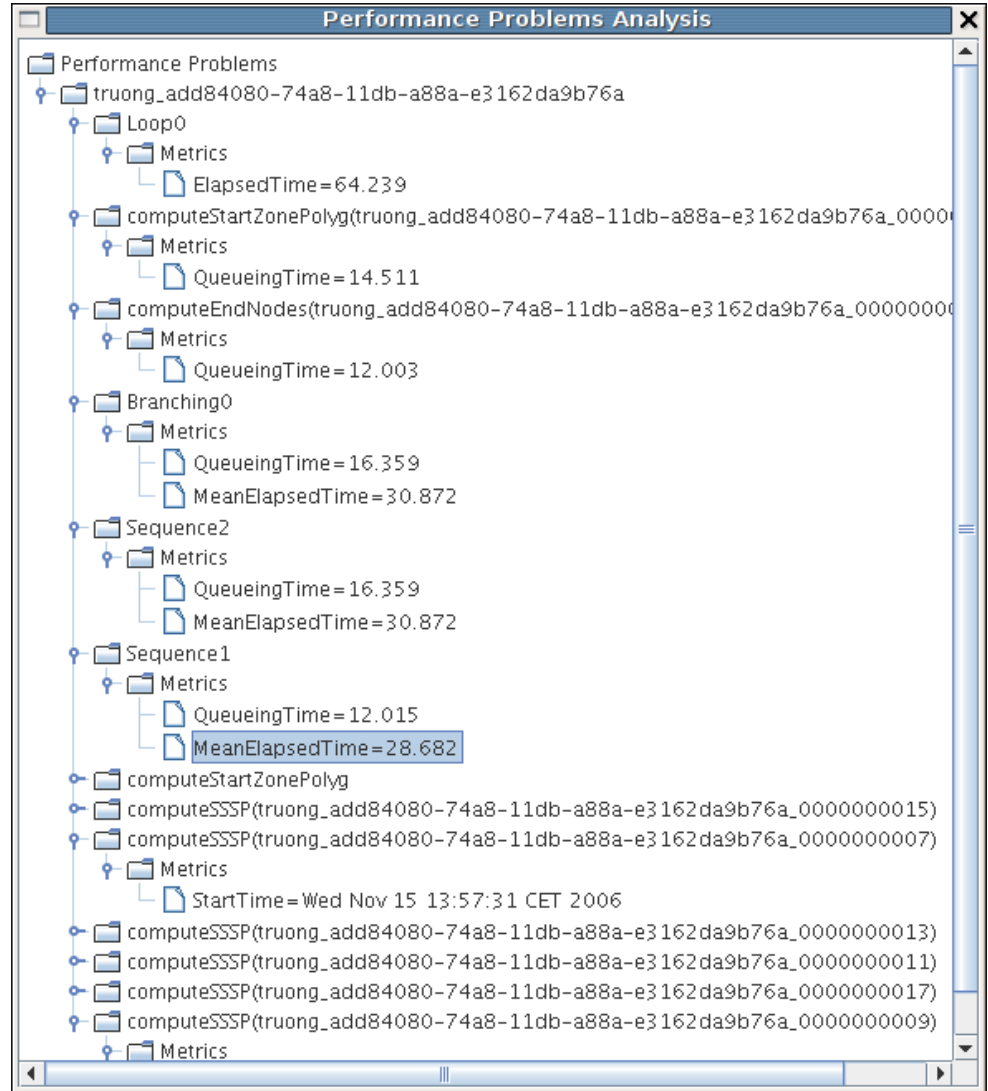 Performance Problems Analysis
Performance Problems
truong_add84080-74a8-11db-a88a-e3162da9b76a
Loop0
Metrics
ElapsedTime=64.239
computeStartZonePolyg(truong_add84080-74a8-11db-a88a-e3162da9b76a_0000
Metrics
QueueingTime=14.511
computeEndNodes(truong_add84080-74a8-11db-a88a-e3162da9b76a_00000000
Metrics
QueueingTime=12.003
Branching0
Metrics
QueueingTime=16.359
MeanElapsedTime=30.872
Sequence2
Metrics
QueueingTime=16.359
MeanElapsedTime=30.872
Sequence1
Metrics
QueueingTime=12.015
MeanElapsedTime=28.682
computeStartZonePolyg
computeSSSP(truong_add84080-74a8-11db-a88a-e3162da9b76a_0000000015)
computeSSSP(truong_add84080-74a8-11db-a88a-e3162da9b76a_0000000007)
Metrics
StartTime=Wed Nov 15 13:57:31 CET 2006
computeSSSP(truong_add84080-74a8-11db-a88a-e3162da9b76a_0000000013)
computeSSSP(truong_add84080-74a8-11db-a88a-e3162da9b76a_0000000011)
computeSSSP(truong_add84080-74a8-11db-a88a-e3162da9b76a_0000000017)
computeSSSP(truong_add84080-74a8-11db-a88a-e3162da9b76a_0000000009)
Metrics